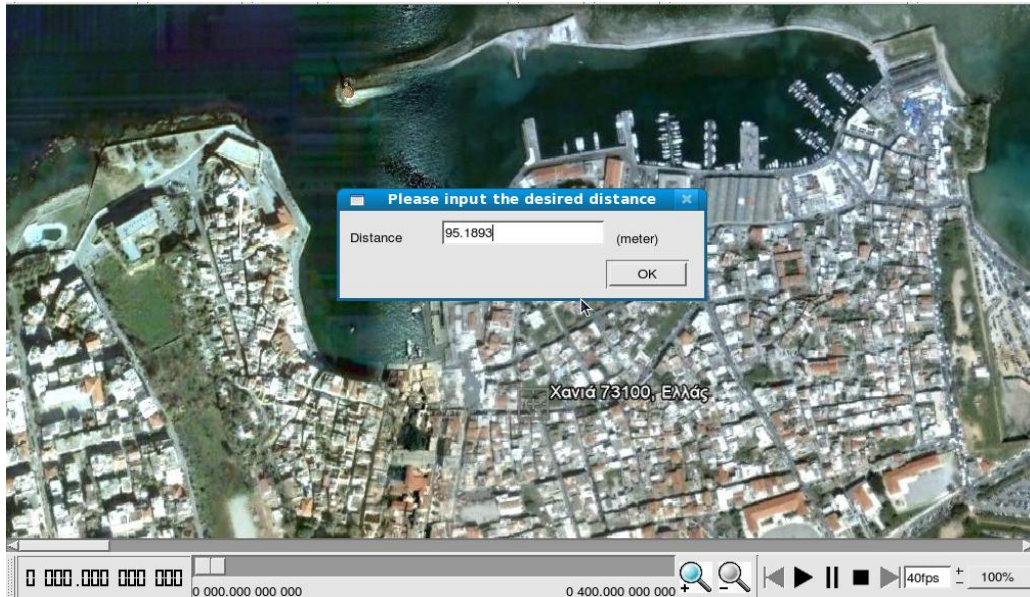 Please input the desired distance
Distance 95.1893 (meter)
OK
Χανιά 73100, Ελλάς
0 000.000 000 000
0 000.000 000 000
0 400.000 000 000
40fps
100%